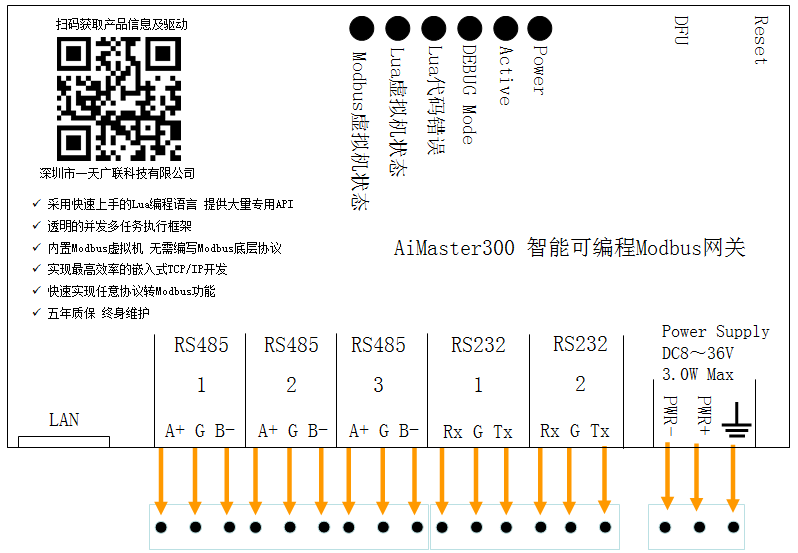 扫码获取产品信息及驱动
深圳市一天广联科技有限公司
✓ 采用快速上手的Lua编程语言 提供大量专用API
✓ 透明的并发多任务执行框架
✓ 内置Modbus虚拟机 无需编写Modbus底层协议
✓ 实现最高效率的嵌入式TCP/IP开发
✓ 快速实现任意协议转Modbus功能
✓ 五年质保 终身维护
Modbus虚拟机状态
Lua虚拟机状态
Lua代码错误
DEBUG Mode
Active
Power
DFU
Reset
AiMaster300 智能可编程Modbus网关
LAN
RS485
1
A+ G B-
RS485
2
A+ G B-
RS485
3
A+ G B-
RS232
1
Rx G Tx
RS232
2
Rx G Tx
Power Supply
DC8～36V
3.0W Max
PWR-
PWR+